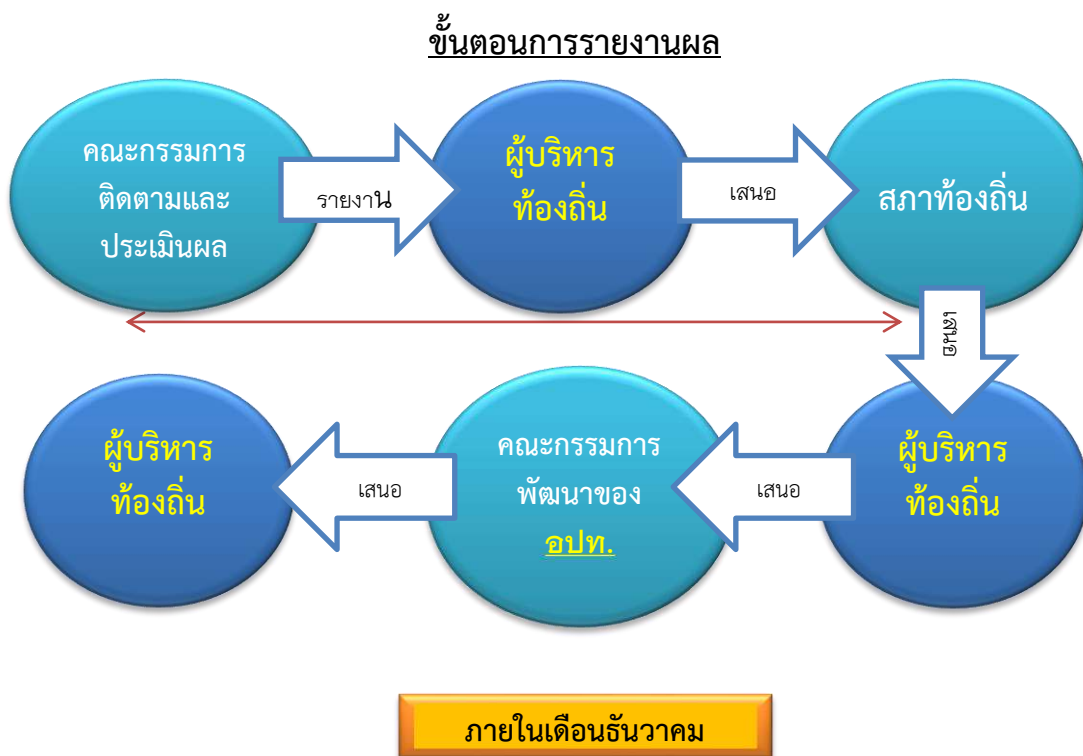 ขั้นตอนการรายงานผล
คณะกรรมการ
ติดตามและ
ประเมินผล
รายงาน
ผู้บริหาร
ท้องถิ่น
เสนอ
สภาท้องถิ่น
เสนอ
ผู้บริหาร
ท้องถิ่น
เสนอ
คณะกรรมการ
พัฒนาของ
อปท.
เสนอ
ผู้บริหาร
ท้องถิ่น
ภายในเดือนธันวาคม